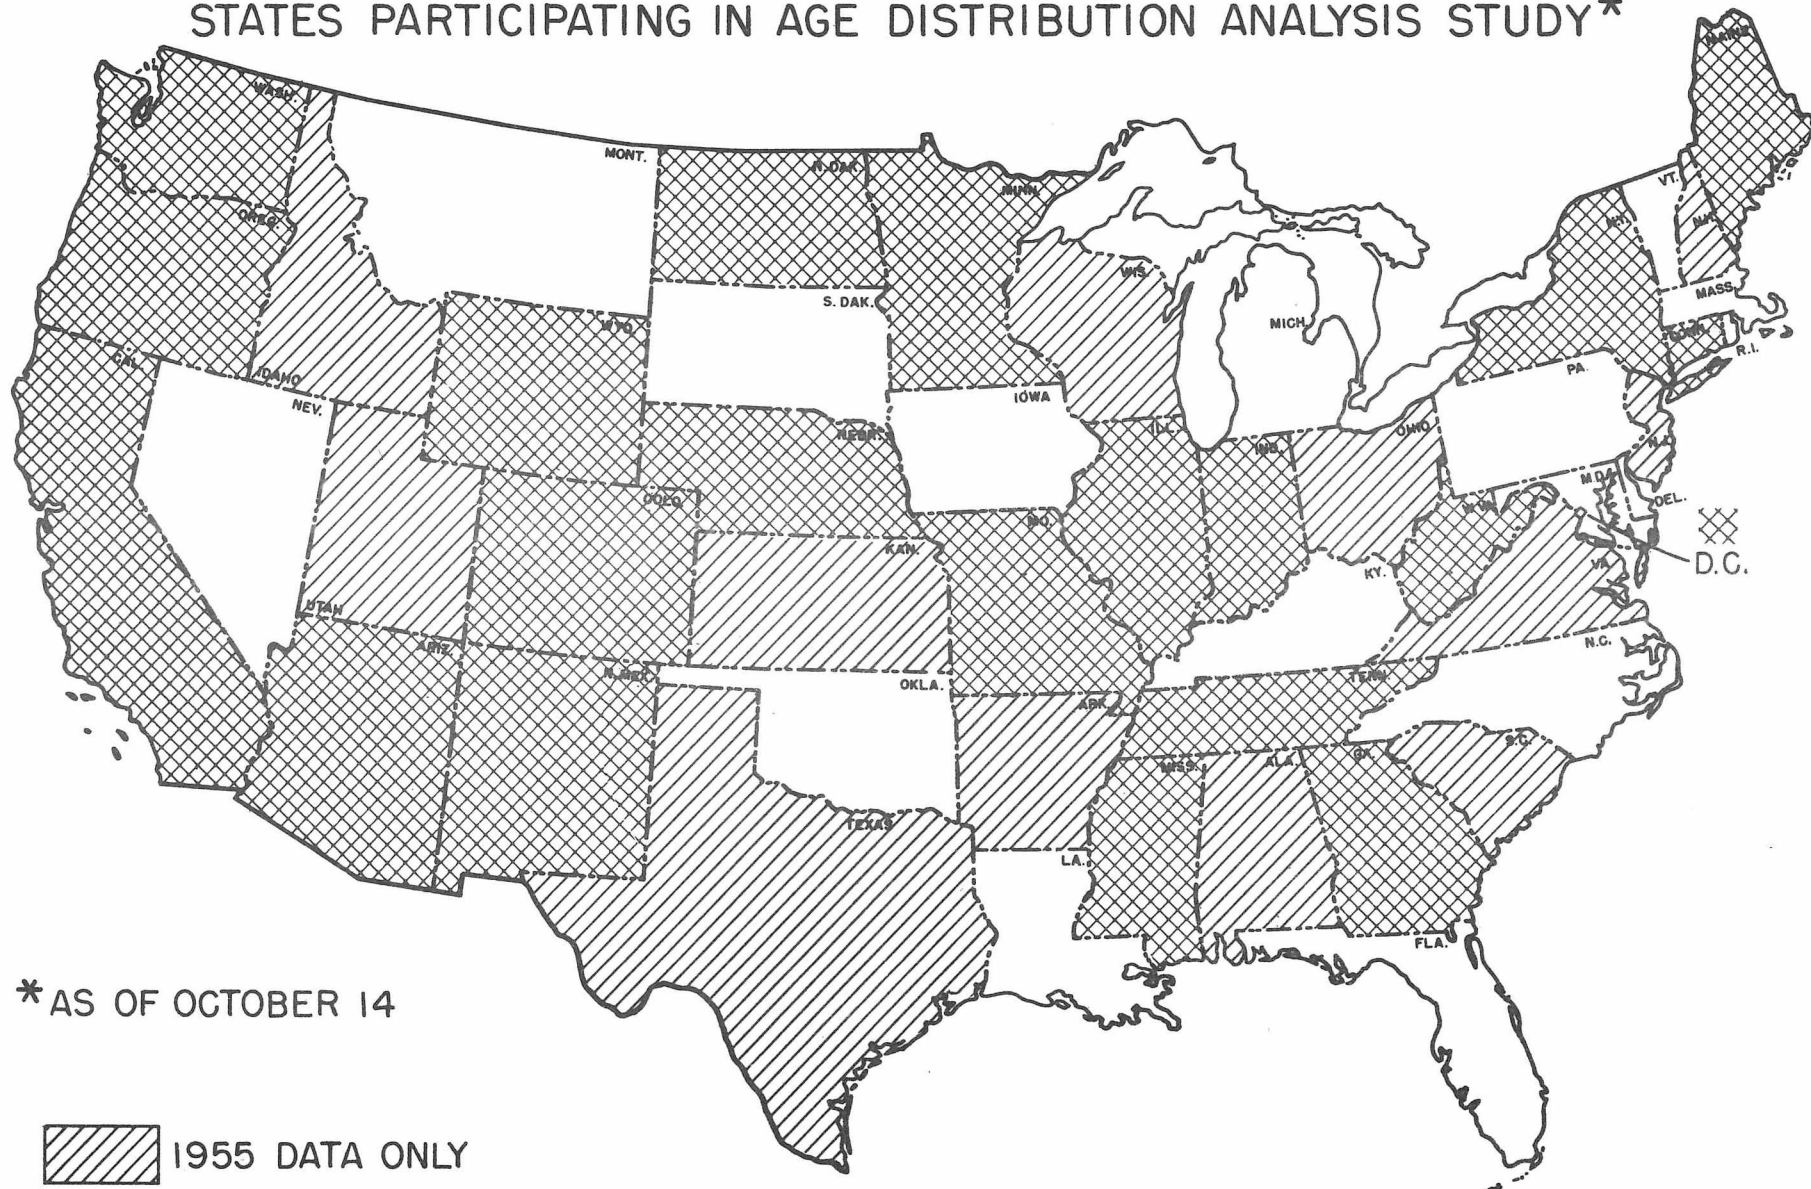 STATES PARTICIPATING IN AGE DISTRIBUTION ANALYSIS STUDY*
MAINE
WASH.
MONT.
N. DAK.
MINN.
VT.
OREG.
N.Y.
N.H.
WIS.
S. DAK.
MASS.
MICH.
WYO.
CONN.
R.I.
CAL.
IDAHO
PA.
NEV.
IOWA
NEBR.
ILL.
IND.
OHIO
N.J.
M.D.
DEL.
COLO.
MO.
W.VA.
KAN.
KY.
VA.
D.C.
UTAH
ARIZ.
N.MEX.
OKLA.
TENN.
N.C.
ARK.
S.C.
MISS.
ALA.
GA.
TEXAS
LA.
FLA.
*AS OF OCTOBER 14
1955 DATA ONLY